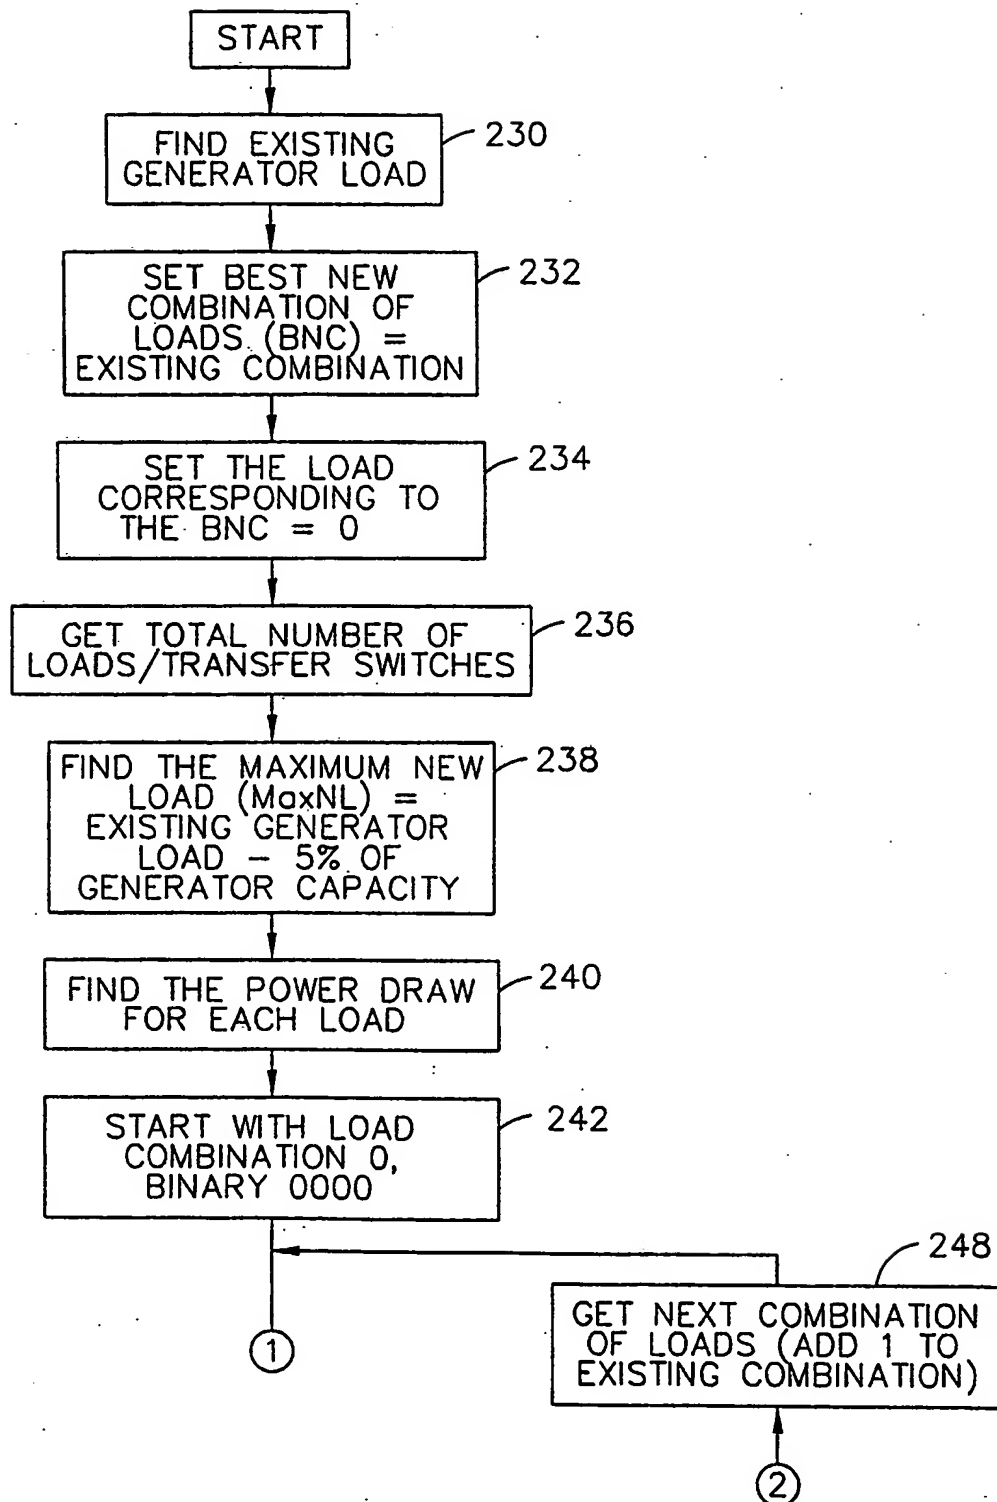 START
FIND EXISTING
GENERATOR LOAD
230
SET BEST NEW
COMBINATION OF
LOADS (BNC) =
EXISTING COMBINATION
232
SET THE LOAD
CORRESPONDING TO
THE BNC = 0
234
GET TOTAL NUMBER OF
LOADS/TRANSFER SWITCHES
236
FIND THE MAXIMUM NEW
LOAD (MaxNL) =
EXISTING GENERATOR
LOAD – 5% OF
GENERATOR CAPACITY
238
FIND THE POWER DRAW
FOR EACH LOAD
240
START WITH LOAD
COMBINATION 0,
BINARY 0000
242
248
GET NEXT COMBINATION
OF LOADS (ADD 1 TO
EXISTING COMBINATION)
1
2